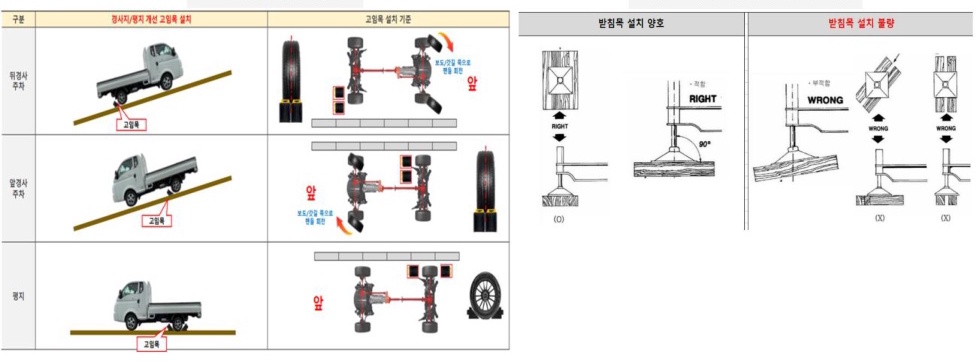 구분
경사지/평지 개선 고임목 설치
고임목 설치 기준
뒤경사
주차
고임목
보도/갓길 쪽으로
핸들 회전
앞
앞경사
주차
고임목
앞
보도/갓길 쪽으로
핸들 회전
평지
고임목
앞
받침목 설치 양호
받침목 설치 불량
RIGHT
(O)
- 적합
RIGHT
90°
- 부적합
WRONG
WRONG
(X)
WRONG
(X)